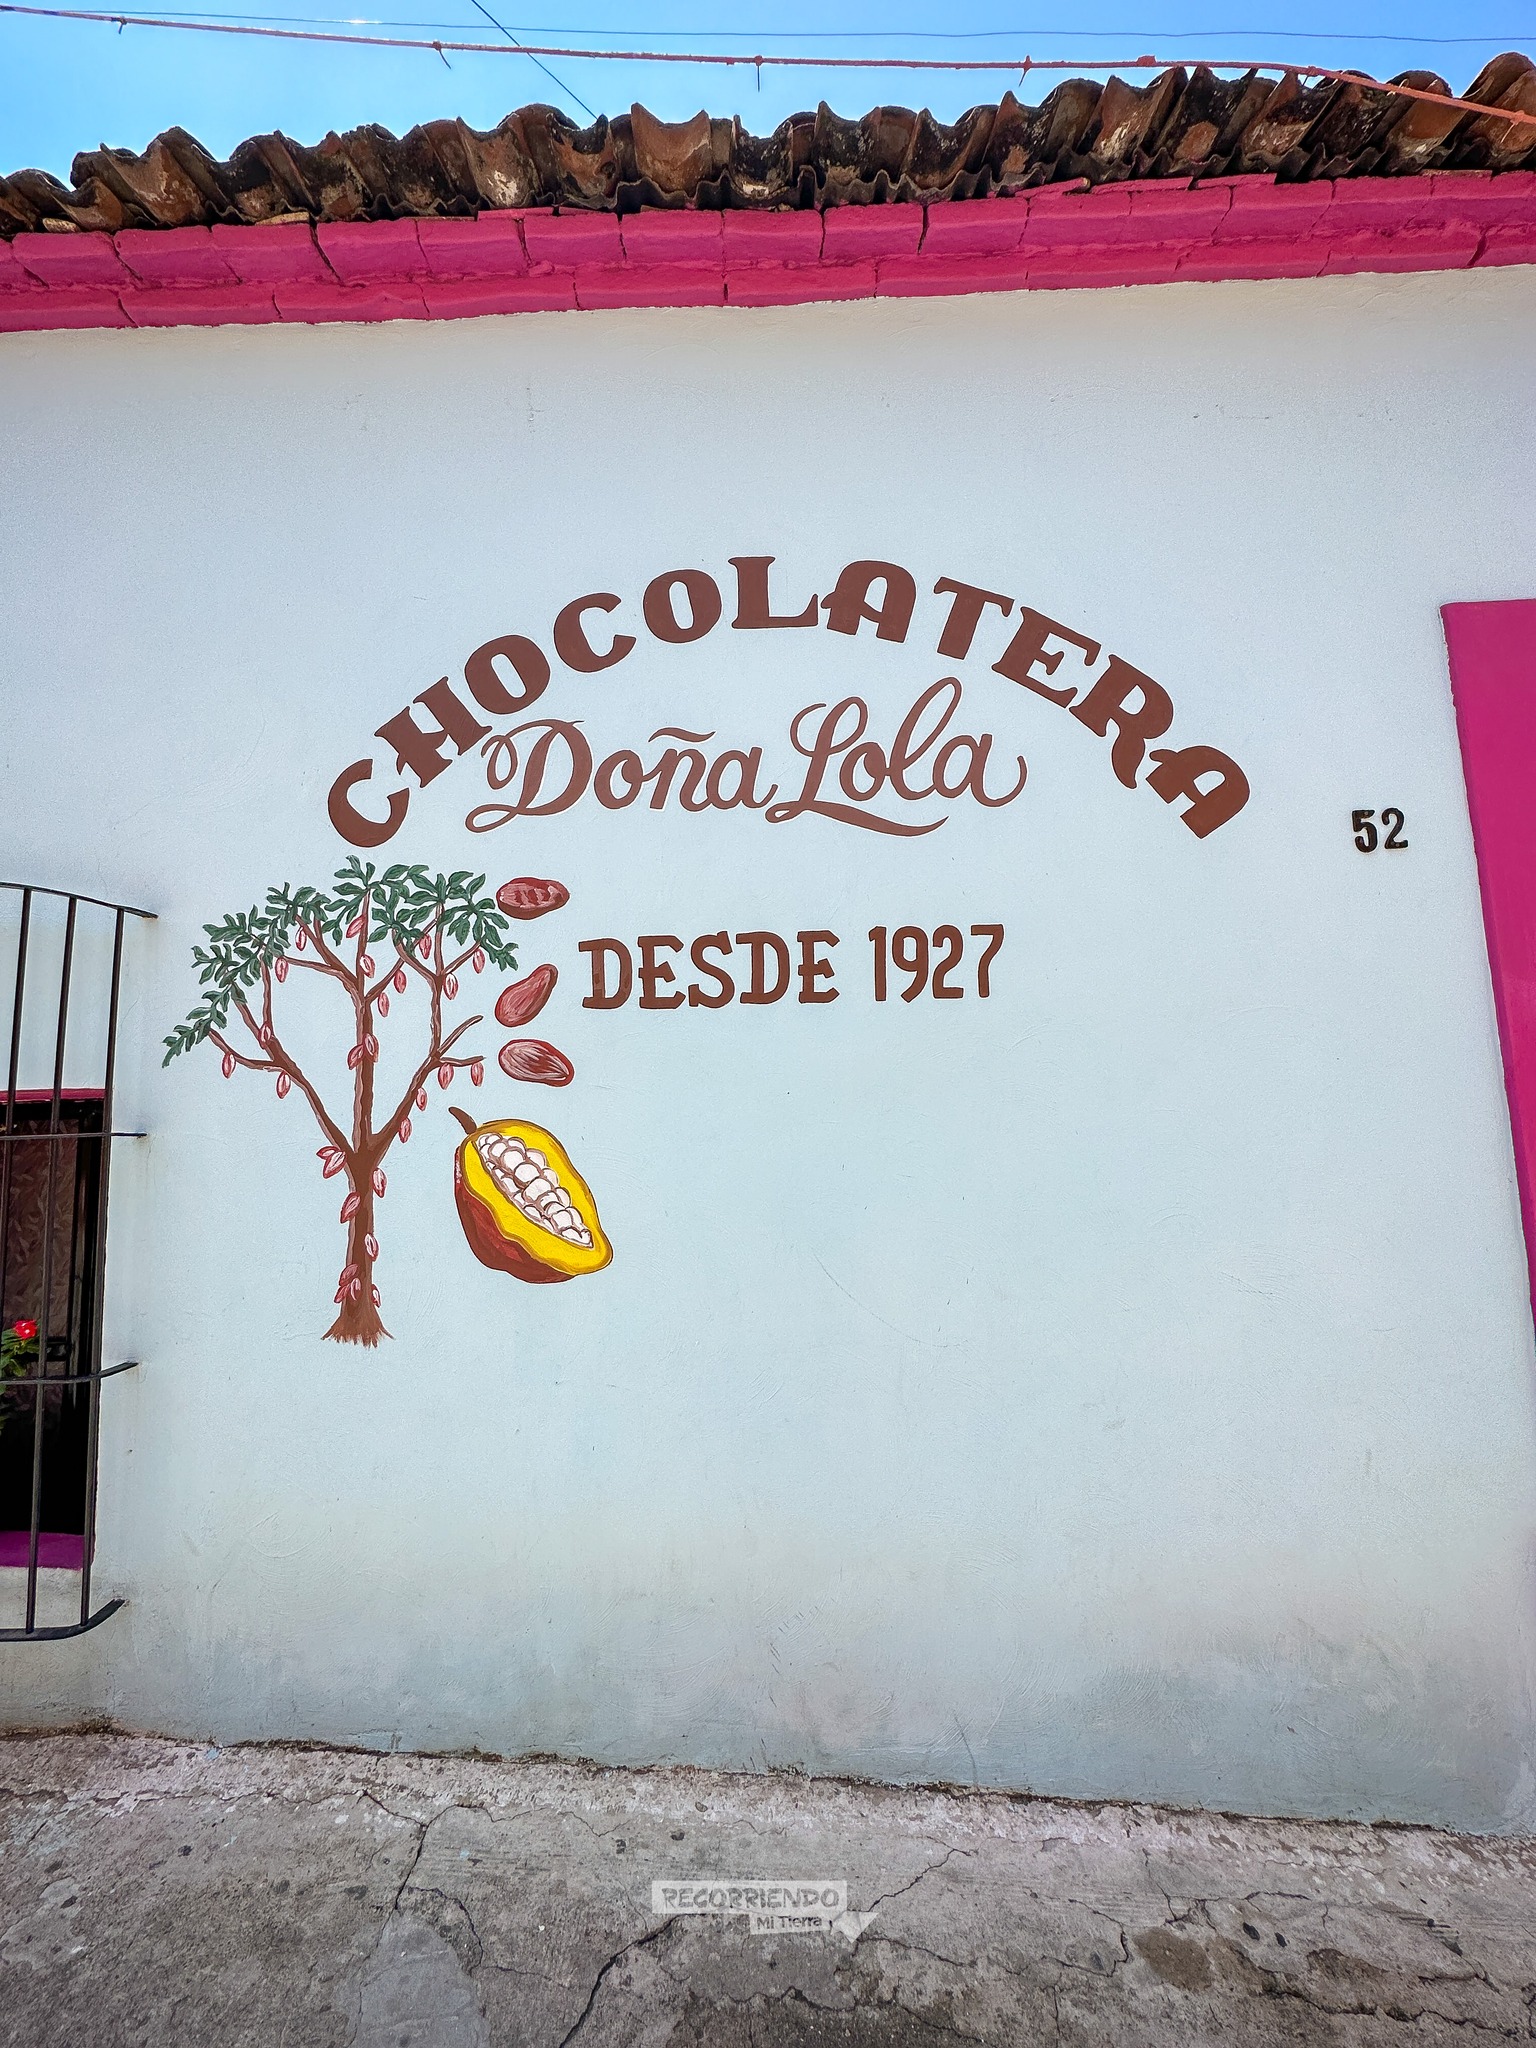 CHOCOLATERA
Doña Lola
52
DESDE 1927
RECORRIENDO
Mi Tierra